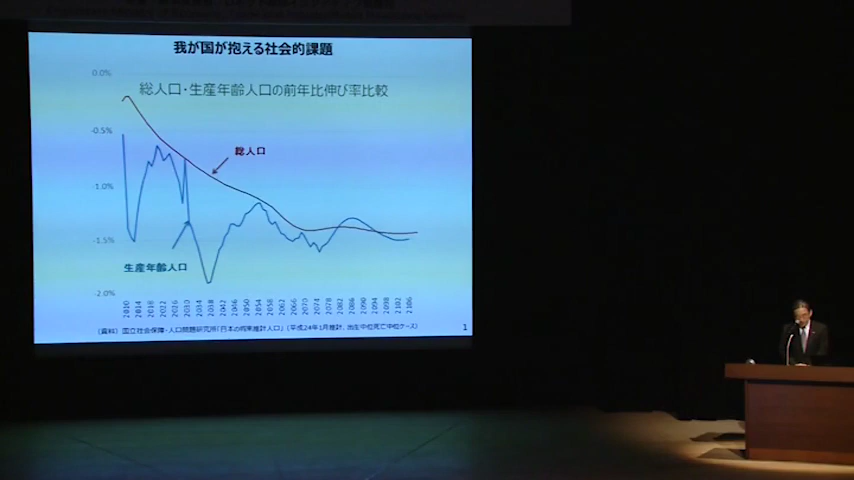 我が国が抱える社会的課題
総人口・生産年齢人口の前年比伸び率比較
0.0%
-0.5%
-1.0%
-1.5%
-2.0%
総人口
生産年齢人口
2010 2014 2018 2022 2026 2030 2034 2038 2042 2046 2050 2054 2058 2062 2066 2070 2074 2078 2082 2086 2090 2094 2098 2102 2106
(資料)国立社会保障・人口問題研究所「日本の将来推計人口」(平成24年1月推計、出生中位死亡中位ケース)
1